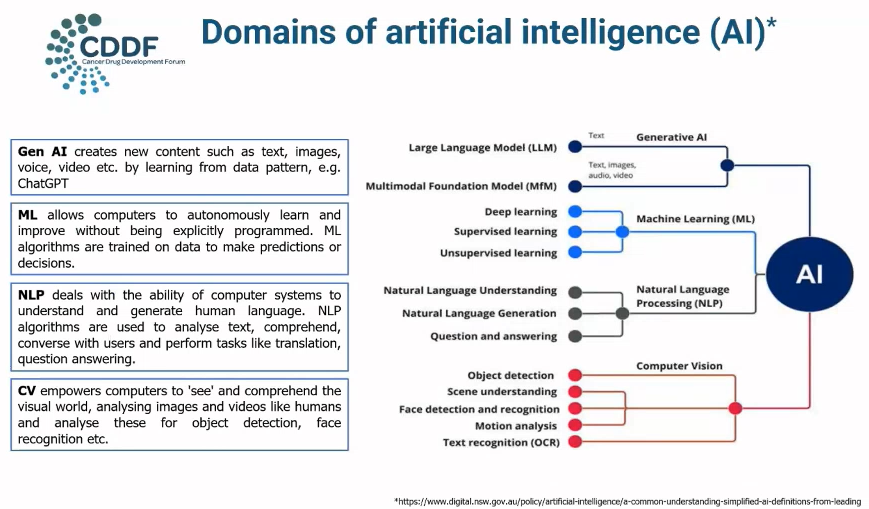 Domains of artificial intelligence (AI)*
CDDF
Cancer Drug Development Forum
Gen AI creates new content such as text, images,
voice, video etc. by learning from data pattern, e.g.
ChatGPT
ML allows computers to autonomously learn and
improve without being explicitly programmed. ML
algorithms are trained on data to make predictions or
decisions.
NLP deals with the ability of computer systems to
understand and generate human language. NLP
algorithms are used to analyse text, comprehend,
converse with users and perform tasks like translation,
question answering.
CV empowers computers to 'see' and comprehend the
visual world, analysing images and videos like humans
and analyse these for object detection, face
recognition etc.
Large Language Model (LLM)
Text
Generative AI
Multimodal Foundation Model (MfM)
Text, images,
audio, video
Deep learning
Supervised learning
Unsupervised learning
Machine Learning (ML)
Natural Language Understanding
Natural Language Generation
Question and answering
Natural Language
Processing (NLP)
Object detection
Scene understanding
Face detection and recognition
Motion analysis
Text recognition (OCR)
Computer Vision
AI
*https://www.digital.nsw.gov.au/policy/artificial-intelligence/a-common-understanding-simplified-ai-definitions-from-leading